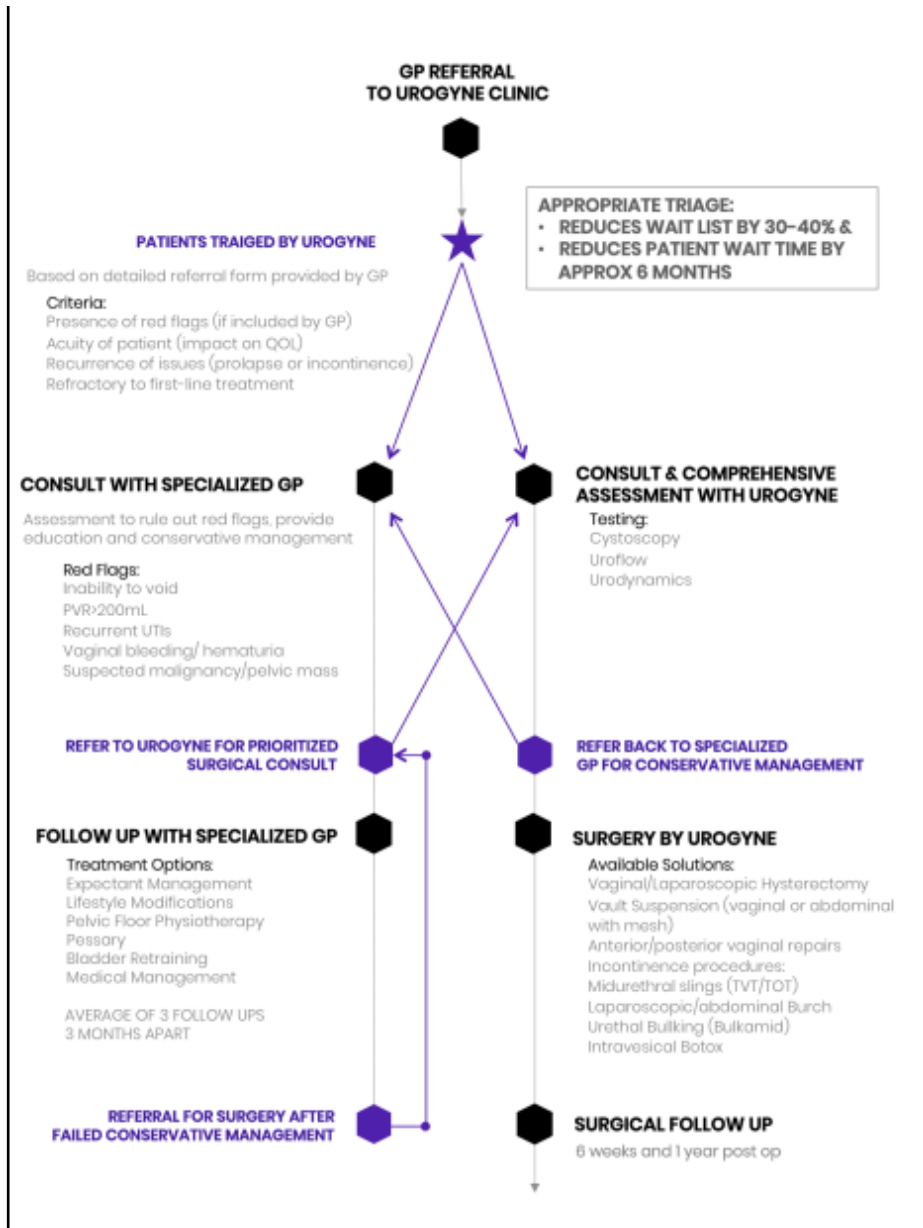 GP REFERRAL
TO UROGYNE CLINIC
APPROPRIATE TRIAGE:
• REDUCES WAIT LIST BY 30-40% &
• REDUCES PATIENT WAIT TIME BY
APPROX 6 MONTHS
PATIENTS TRAIGED BY UROGYNE
Based on detailed referral form provided by GP
Criteria:
Presence of red flags (if included by GP)
Acuity of patient (impact on QOL)
Recurrence of issues (prolapse or incontinence)
Refractory to first-line treatment
CONSULT WITH SPECIALIZED GP
Assessment to rule out red flags, provide
education and conservative management
Red Flags:
Inability to void
PVR>200mL
Recurrent UTIs
Vaginal bleeding/ hematuria
Suspected malignancy/pelvic mass
CONSULT & COMPREHENSIVE
ASSESSMENT WITH UROGYNE
Testing:
Cystoscopy
Uroflow
Urodynamics
REFER TO UROGYNE FOR PRIORITIZED
SURGICAL CONSULT
REFER BACK TO SPECIALIZED
GP FOR CONSERVATIVE MANAGEMENT
FOLLOW UP WITH SPECIALIZED GP
Treatment Options:
Expectant Management
Lifestyle Modifications
Pelvic Floor Physiotherapy
Pessary
Bladder Retraining
Medical Management
AVERAGE OF 3 FOLLOW UPS
3 MONTHS APART
SURGERY BY UROGYNE
Available Solutions:
Vaginal/Laparoscopic Hysterectomy
Vault Suspension (vaginal or abdominal
with mesh)
Anterior/posterior vaginal repairs
Incontinence procedures:
Midurethral slings (TVT/TOT)
Laparoscopic/abdominal Burch
Urethal Bullking (Bulkamid)
Intravesical Botox
REFERRAL FOR SURGERY AFTER
FAILED CONSERVATIVE MANAGEMENT
SURGICAL FOLLOW UP
6 weeks and 1 year post op